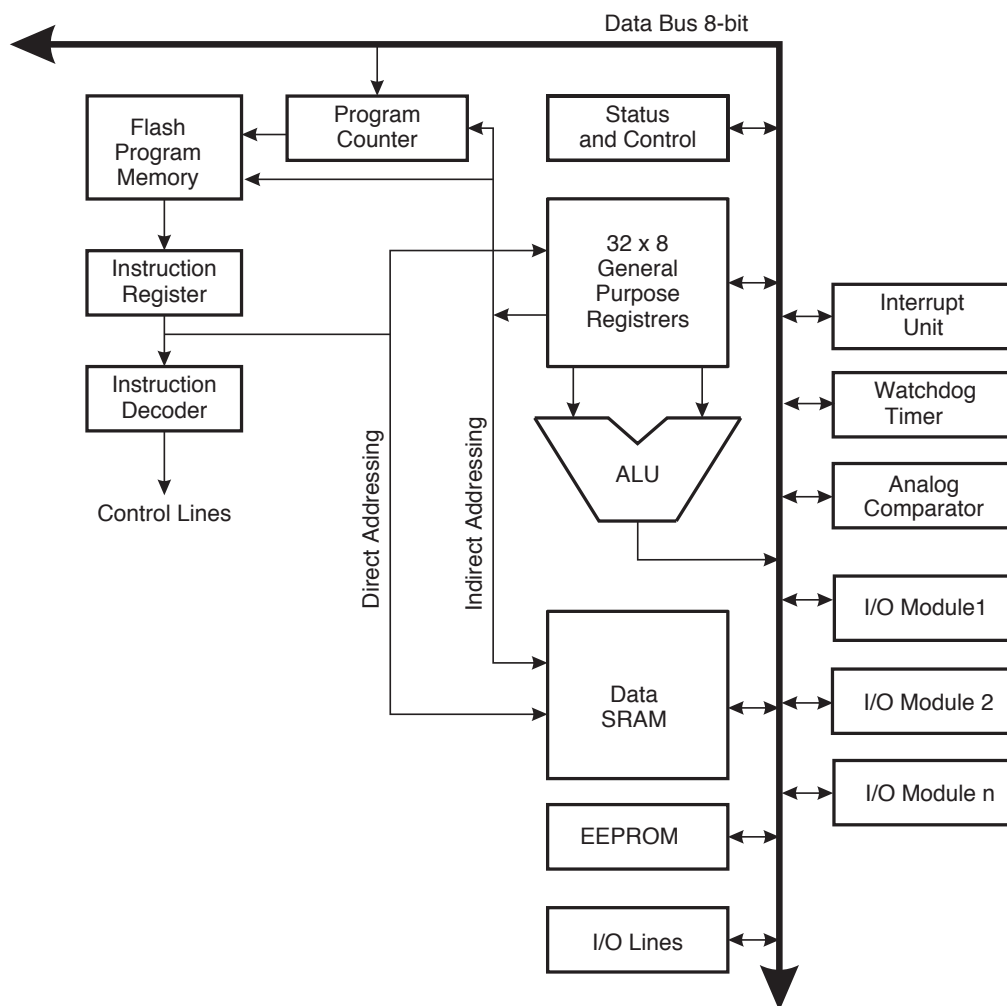 Data Bus 8-bit
Flash
Program
Memory
Program
Counter
Status
and Control
32 x 8
General
Purpose
Registrers
Instruction
Register
Interrupt
Unit
Instruction
Decoder
Watchdog
Timer
ALU
Analog
Comparator
Control Lines
Direct Addressing
Indirect Addressing
I/O Module1
Data
SRAM
I/O Module 2
I/O Module n
EEPROM
I/O Lines